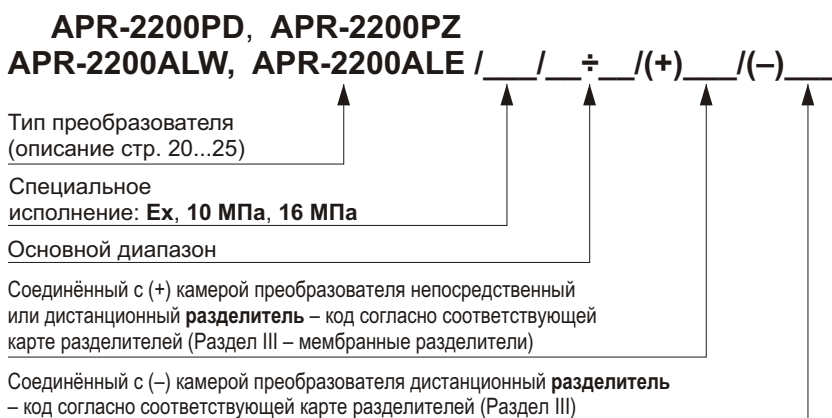 APR-2200PD, APR-2200PZ
APR-2200ALW, APR-2200ALE /___/__÷__/(+)___/(–)___
Тип преобразователя
(описание стр. 20...25)
Специальное
исполнение: Ex, 10 МПа, 16 МПа
Основной диапазон
Соединённый с (+) камерой преобразователя непосредственный
или дистанционный разделитель – код согласно соответствующей
карте разделителей (Раздел III – мембранные разделители)
Соединённый с (–) камерой преобразователя дистанционный разделитель
– код согласно соответствующей карте разделителей (Раздел III)